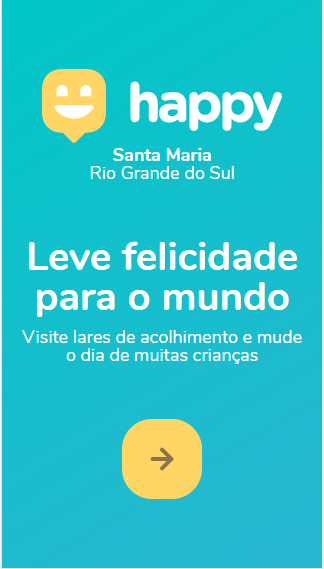 happy
Santa Maria
Rio Grande do Sul
Leve felicidade
para o mundo
Visite lares de acolhimento e mude
o dia de muitas crianças